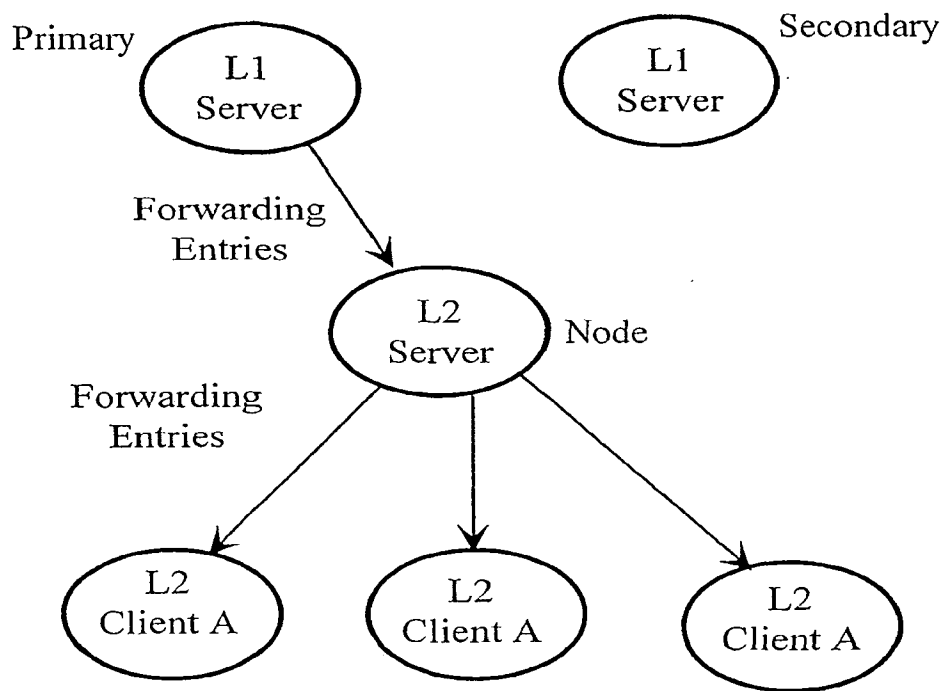 Primary
L1
Server
Secondary
L1
Server
Forwarding
Entries
L2
Server
Node
Forwarding
Entries
L2
Client A
L2
Client A
L2
Client A